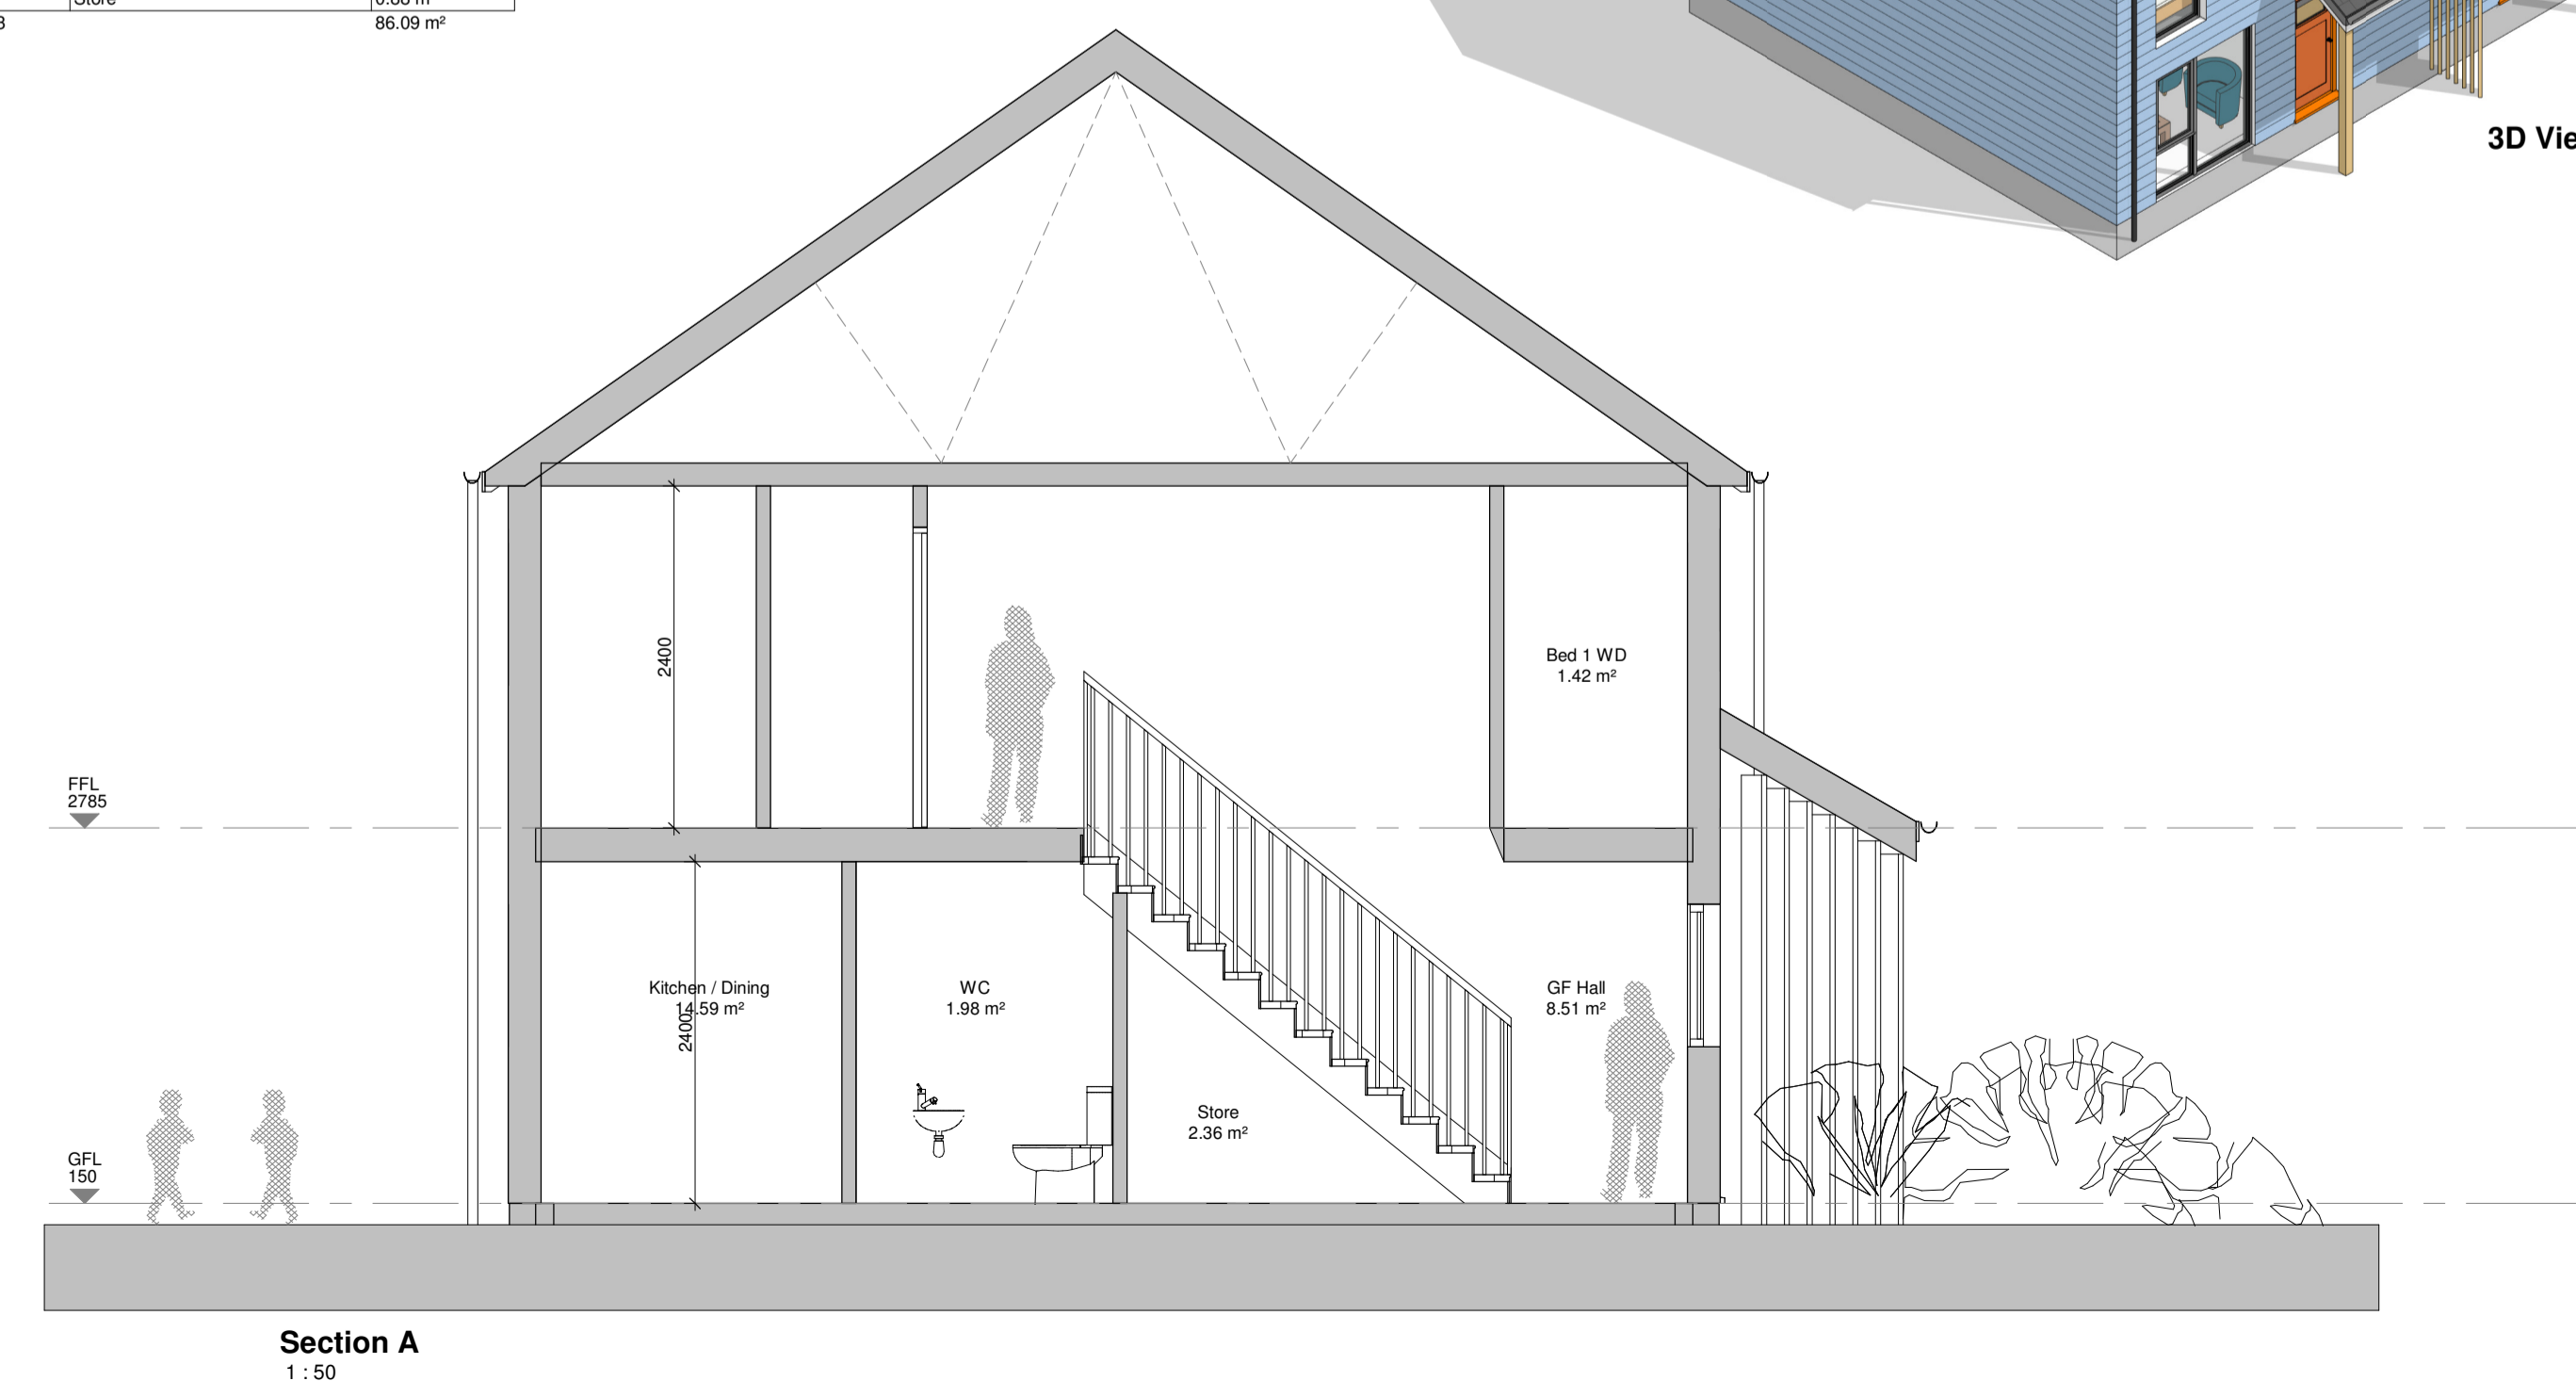 Store
86.09 m²
3D Vie
2400
Bed 1 WD
1.42 m²
FFL
2785
Kitchen / Dining
14.59 m²
2400
WC
1.98 m²
GF Hall
8.51 m²
Store
2.36 m²
GFL
150
Section A
1 : 50